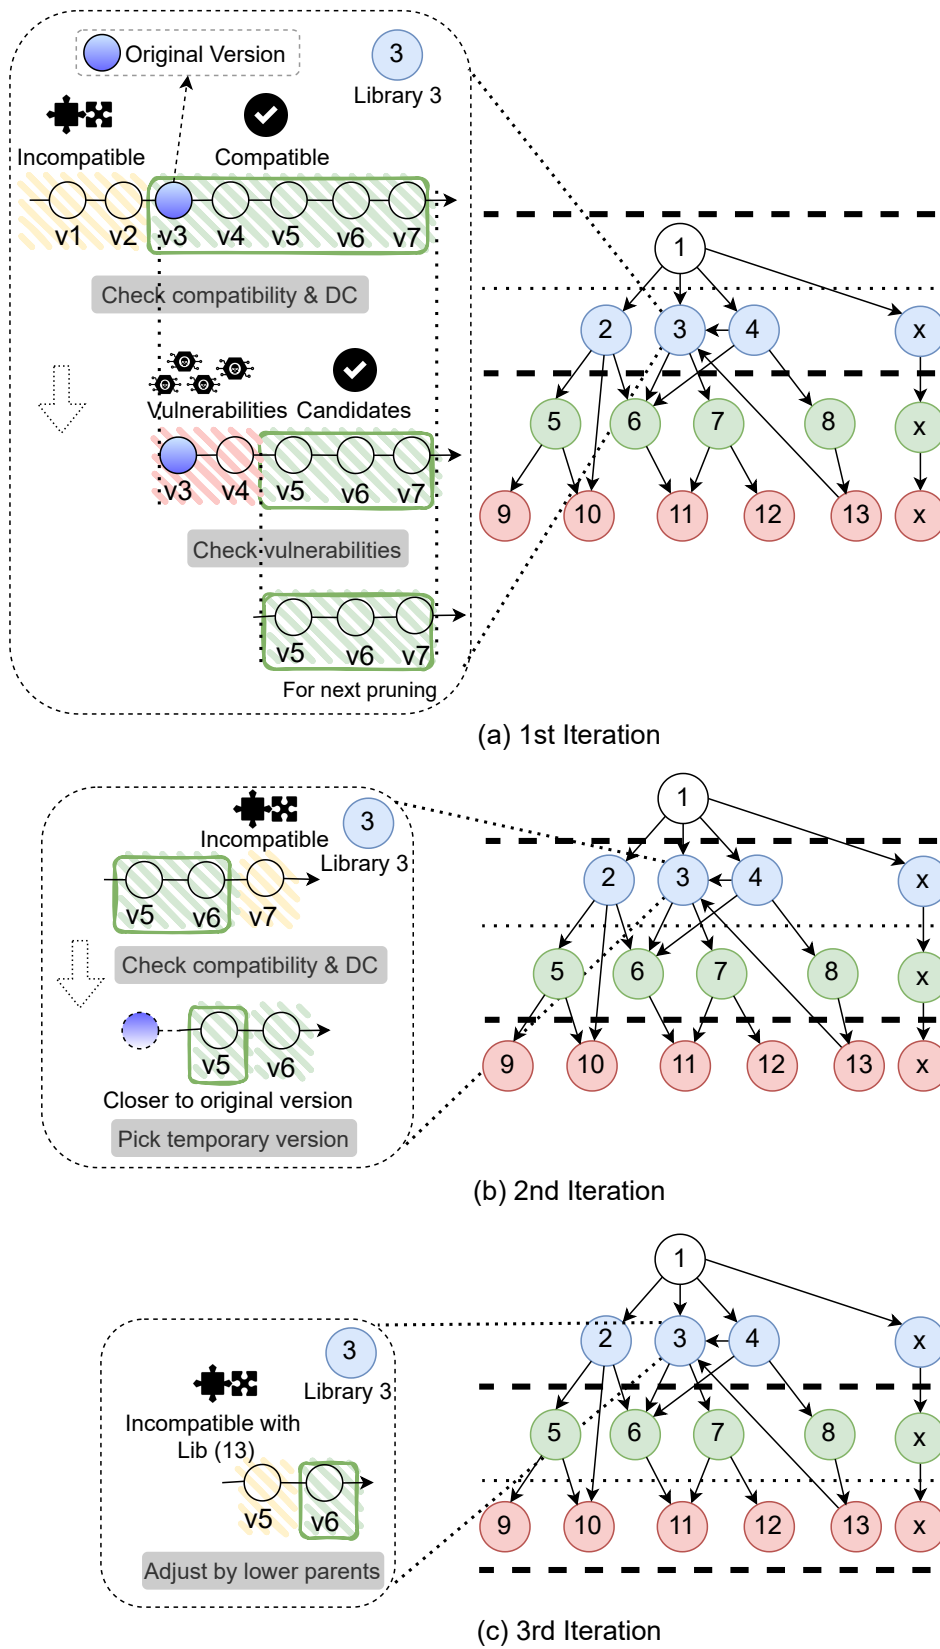 Original Version
3
Library 3
Incompatible
Compatible
v1 v2 v3 v4 v5 v6 v7
Check compatibility & DC
Vulnerabilities
Candidates
v3 v4 v5 v6 v7
Check vulnerabilities
v5 v6 v7
For next pruning
1
2 3 4 x
5 6 7 8 x
9 10 11 12 13 x
(a) 1st Iteration
3
Incompatible
Library 3
v5 v6 v7
Check compatibility & DC
v5 v6
Closer to original version
Pick temporary version
1
2 3 4 x
5 6 7 8 x
9 10 11 12 13 x
(b) 2nd Iteration
3
Library 3
Incompatible with
Lib (13)
v5 v6
Adjust by lower parents
1
2 3 4 x
5 6 7 8 x
9 10 11 12 13 x
(c) 3rd Iteration